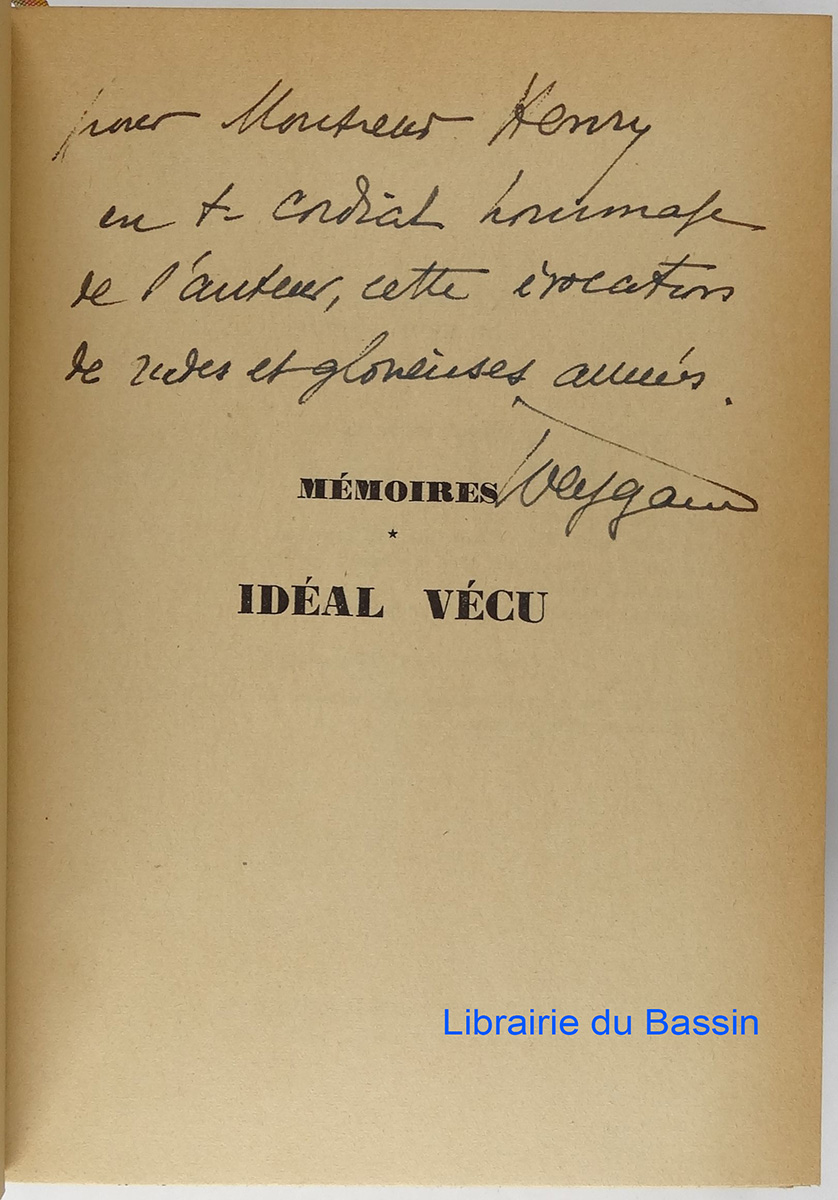 pour Monsieur Henry
en t- cordial hommage
de l'auteur, cette évocation
de rudes et glorieuses années.
Weygand
MÉMOIRES
*
IDÉAL VÉCU
Librairie du Bassin